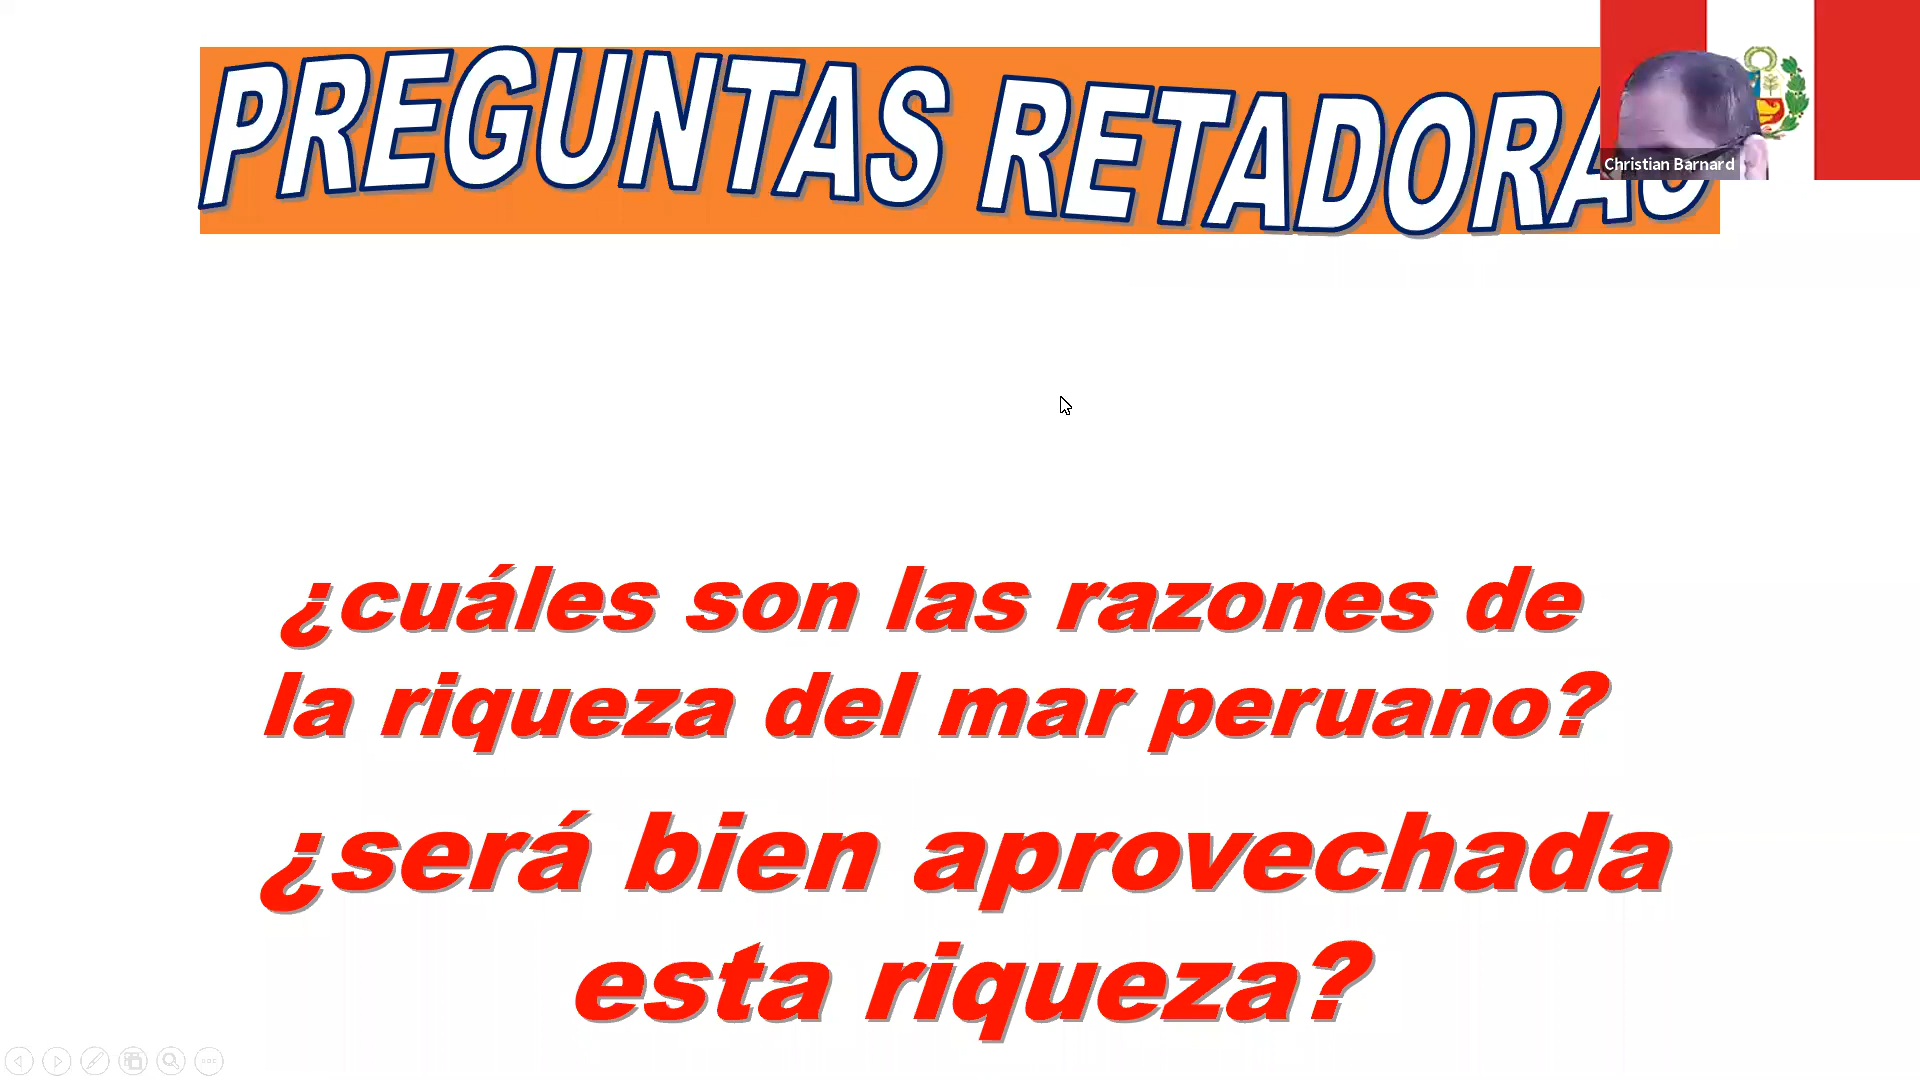 PREGUNTAS RETADORAS
Christian Barnard
¿cuáles son las razones de
la riqueza del mar peruano?
¿será bien aprovechada
esta riqueza?